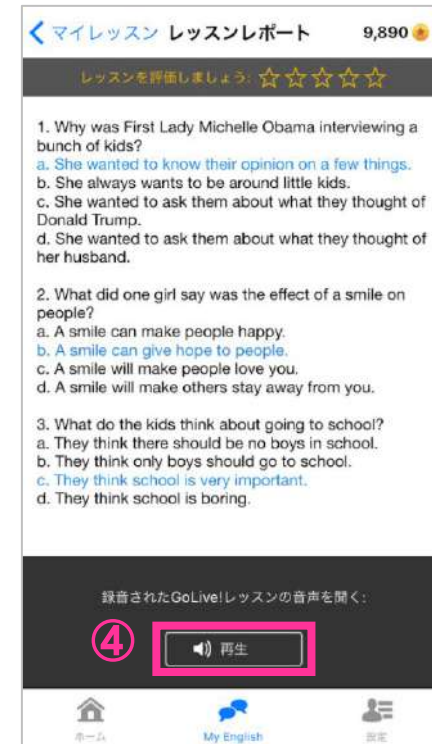 マイレッスン レッスンレポート 9,890
レッスンを評価しましょう: ☆☆☆☆☆
1. Why was First Lady Michelle Obama interviewing a
bunch of kids?
a. She wanted to know their opinion on a few things.
b. She always wants to be around little kids.
c. She wanted to ask them about what they thought of
Donald Trump.
d. She wanted to ask them about what they thought of
her husband.
2. What did one girl say was the effect of a smile on
people?
a. A smile can make people happy.
b. A smile can give hope to people.
c. A smile will make people love you.
d. A smile will make others stay away from you.
3. What do the kids think about going to school?
a. They think there should be no boys in school.
b. They think only boys should go to school.
c. They think school is very important.
d. They think school is boring.
録音されたGoLive!レッスンの音声を聞く:
④ 再生
ホーム My English 設定